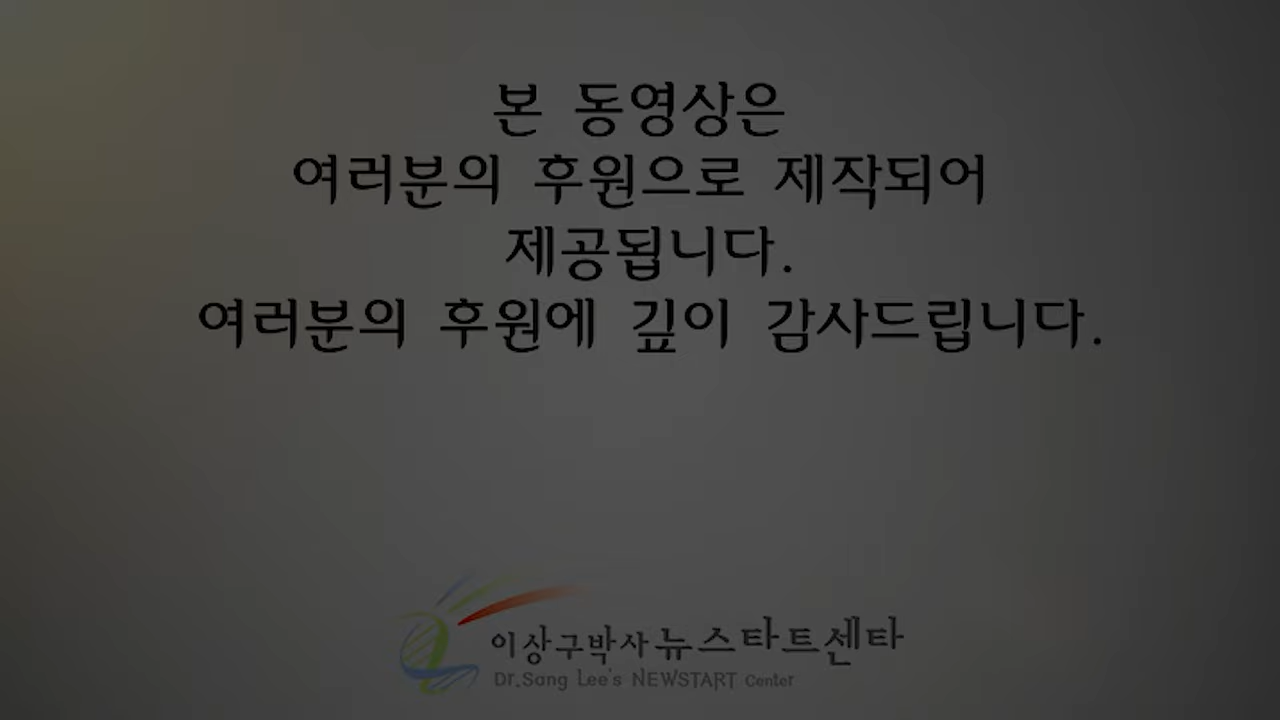 본 동영상은
여러분의 후원으로 제작되어
제공됩니다.
여러분의 후원에 깊이 감사드립니다.
이상구박사 뉴스타트센타
Dr.Sang Lee's NEWSTART Center